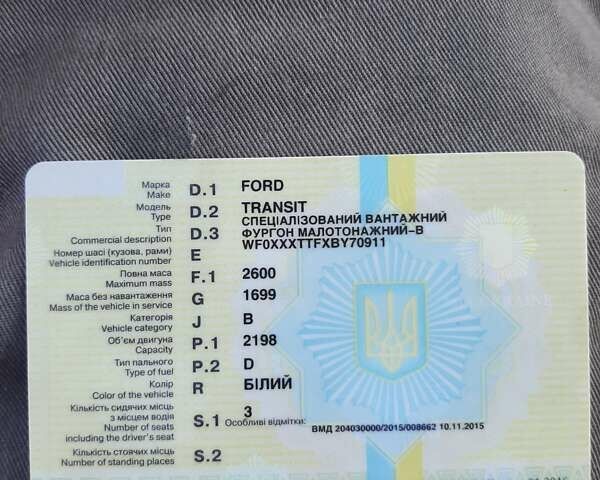 Марка
Make D.1 FORD
Модель
Type D.2 TRANSIT
Тип
Commercial description D.3 СПЕЦІАЛІЗОВАНИЙ ВАНТАЖНИЙ
ФУРГОН МАЛОТОНАЖНИЙ-В
Номер шасі (кузова, рами)
Vehicle identification number E WF0XXXTTFXBY70911
Повна маса
Maximum mass F.1 2600
Маса без навантаження
Mass of the vehicle in service G 1699
Категорія
Vehicle category J B
Об'єм двигуна
Capacity P.1 2198
Тип пального
Type of fuel P.2 D
Колір
Color of the vehicle R БІЛИЙ
Кількість сидячих місць
з місцем водія
Number of seats
including the driver's seat S.1 3
Особливі відмітки: ВМД 204030000/2015/008662 10.11.2015
Кількість стоячих місць
Number of standing places S.2